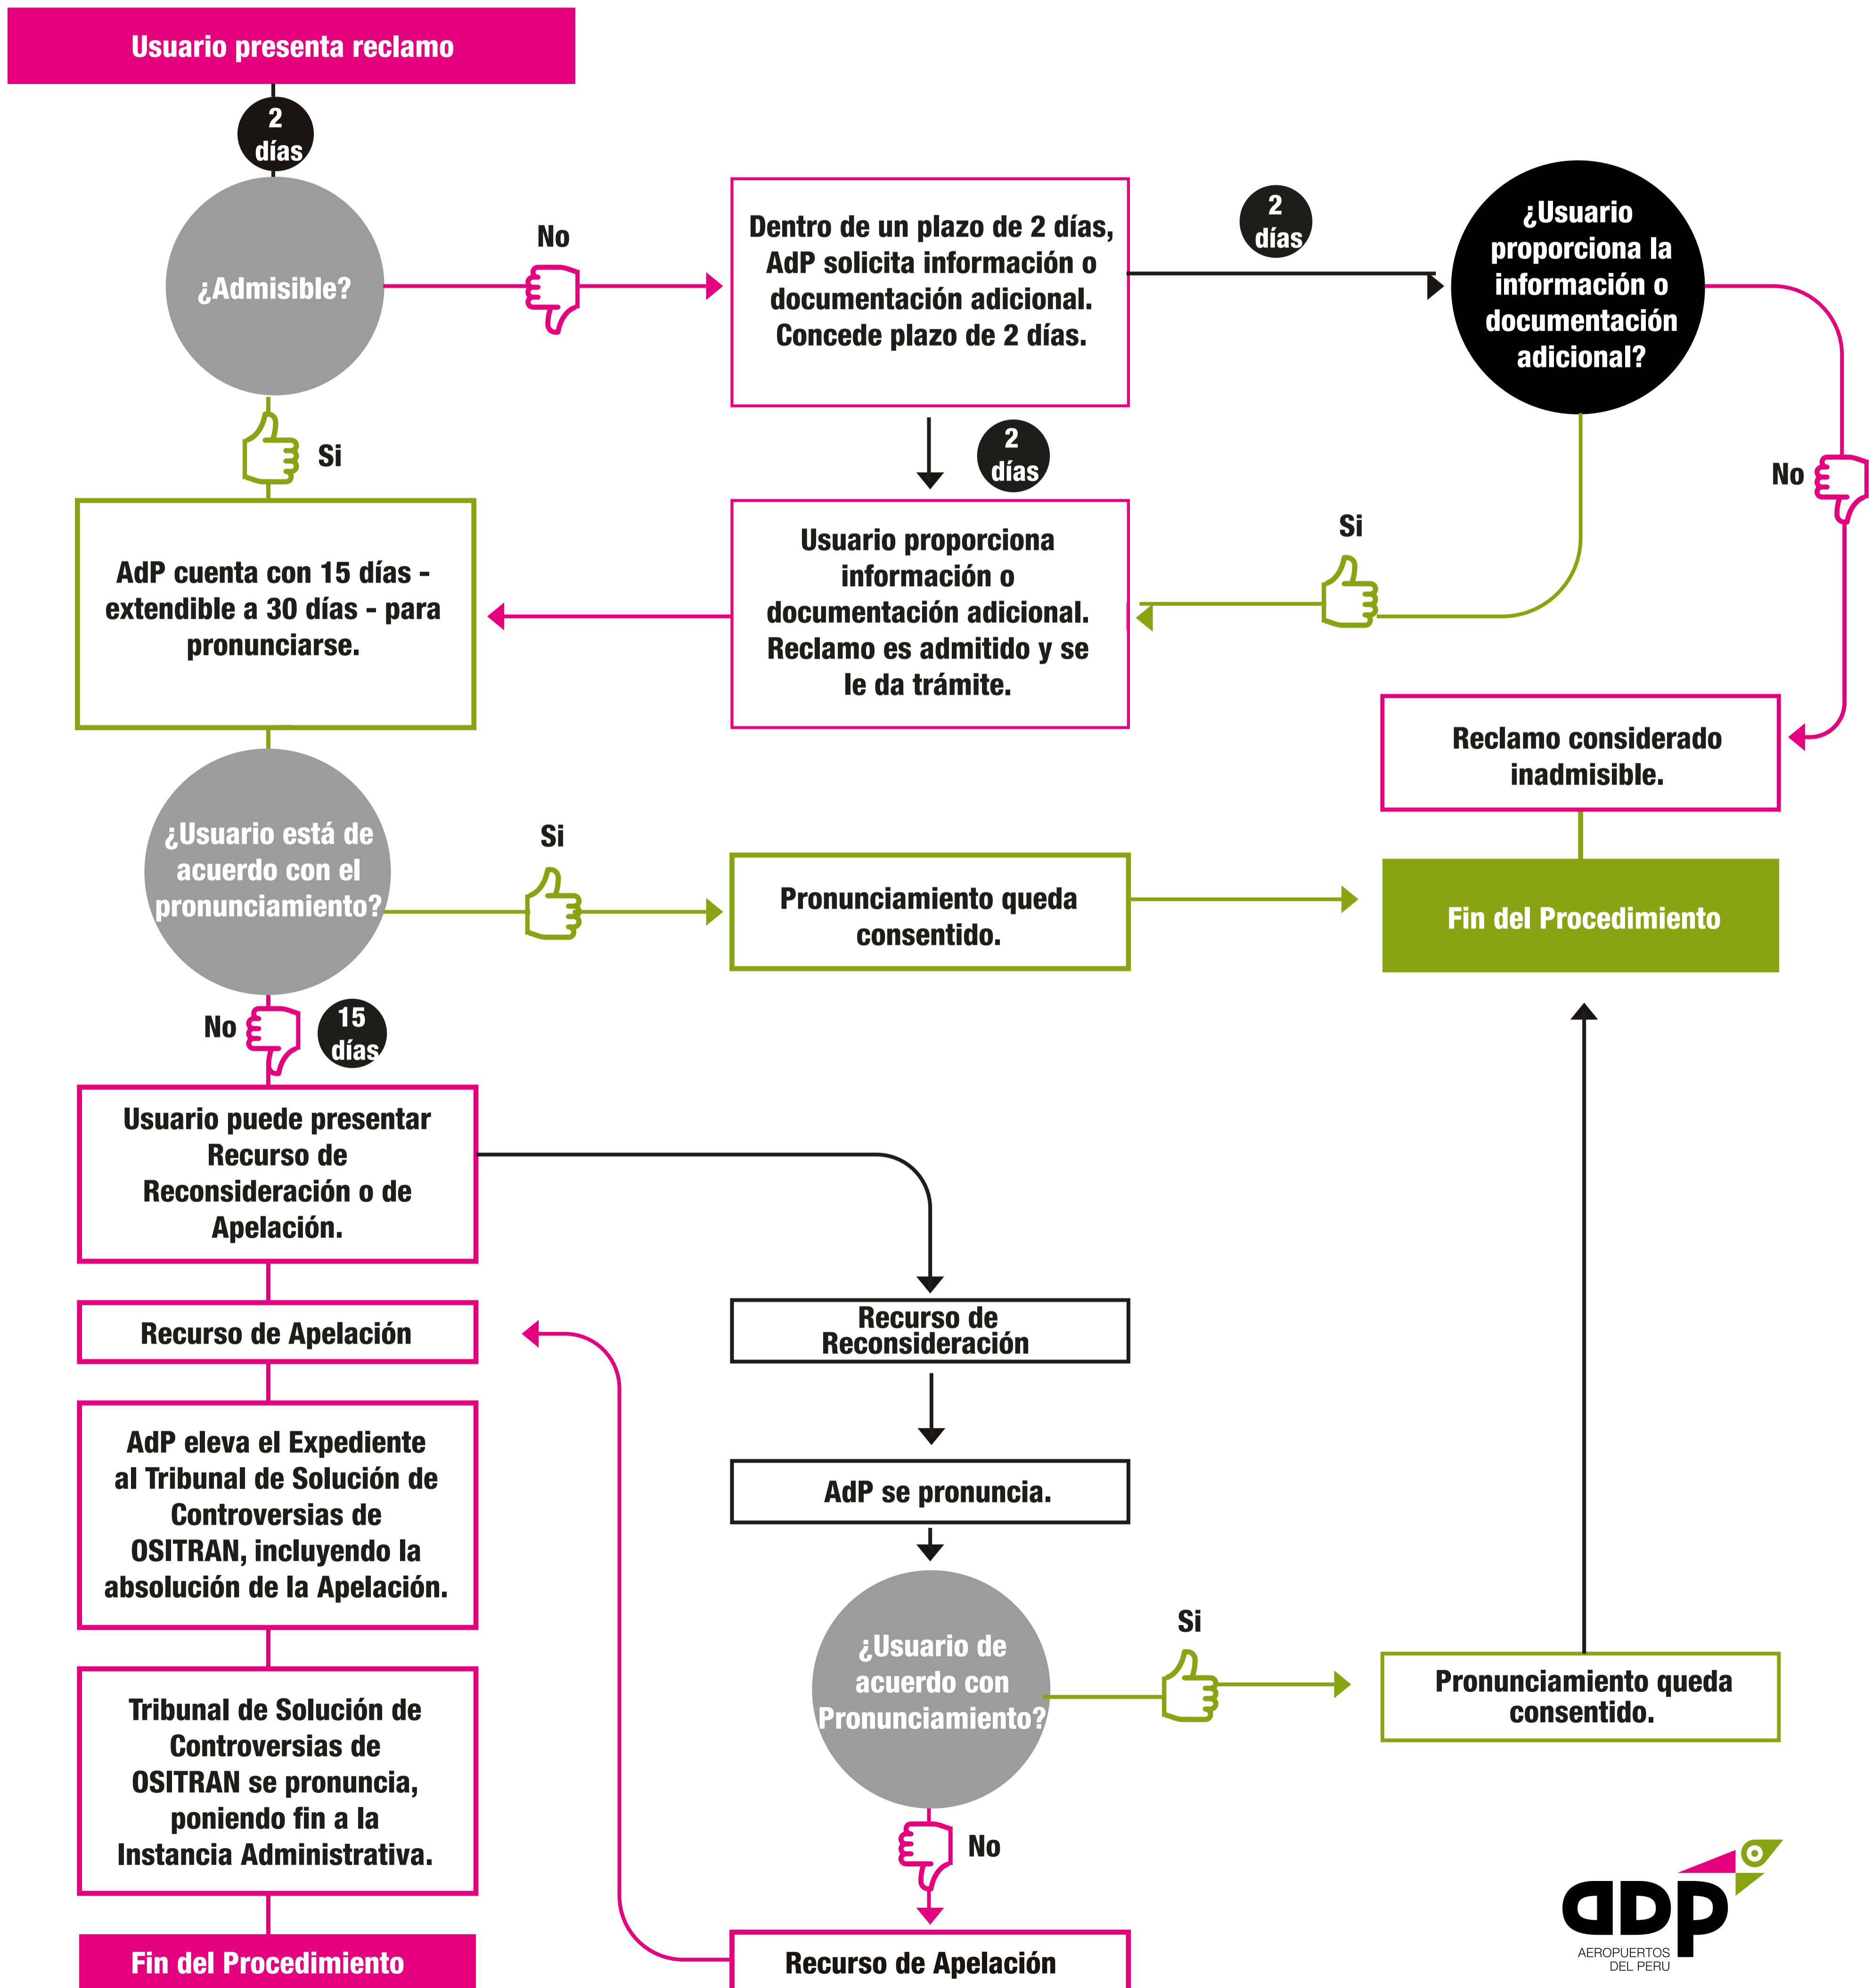 Usuario presenta reclamo
2
días
¿Admisible?
No
Dentro de un plazo de 2 días,
AdP solicita información o
documentación adicional.
Concede plazo de 2 días.
2
días
¿Usuario
proporciona la
información o
documentación
adicional?
No
Si
2
días
AdP cuenta con 15 días -
extendible a 30 días - para
pronunciarse.
Usuario proporciona
información o
documentación adicional.
Reclamo es admitido y se
le da trámite.
Si
Reclamo considerado
inadmisible.
¿Usuario está de
acuerdo con el
pronunciamiento?
Si
Pronunciamiento queda
consentido.
Fin del Procedimiento
No
15
días
Usuario puede presentar
Recurso de
Reconsideración o de
Apelación.
Recurso de Apelación
Recurso de
Reconsideración
AdP eleva el Expediente
al Tribunal de Solución de
Controversias de
OSITRAN, incluyendo la
absolución de la Apelación.
AdP se pronuncia.
¿Usuario de
acuerdo con
Pronunciamiento?
Si
Pronunciamiento queda
consentido.
Tribunal de Solución de
Controversias de
OSITRAN se pronuncia,
poniendo fin a la
Instancia Administrativa.
No
Fin del Procedimiento
Recurso de Apelación
adp
AEROPUERTOS
DEL PERU